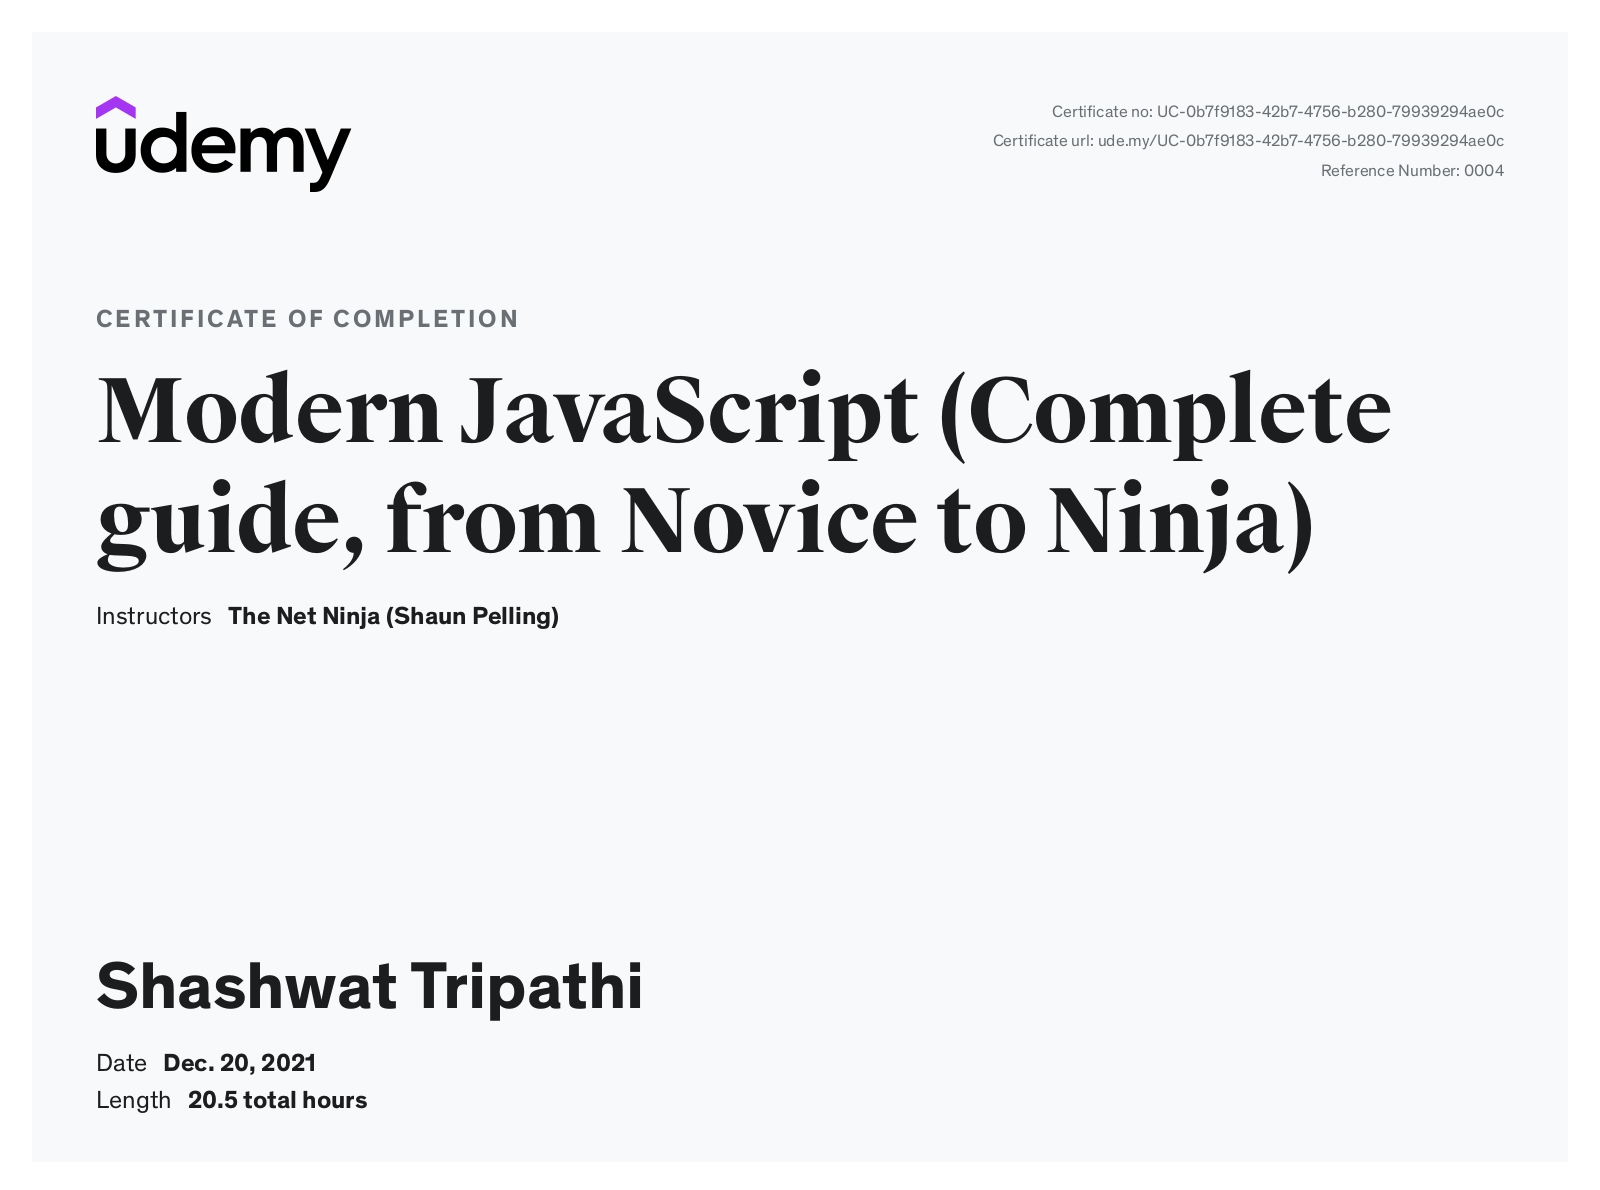 udemy
Certificate no: UC-0b7f9183-42b7-4756-b280-79939294ae0c
Certificate url: ude.my/UC-0b7f9183-42b7-4756-b280-79939294ae0c
Reference Number: 0004
CERTIFICATE OF COMPLETION
Modern JavaScript (Complete
guide, from Novice to Ninja)
Instructors The Net Ninja (Shaun Pelling)
Shashwat Tripathi
Date Dec. 20, 2021
Length 20.5 total hours